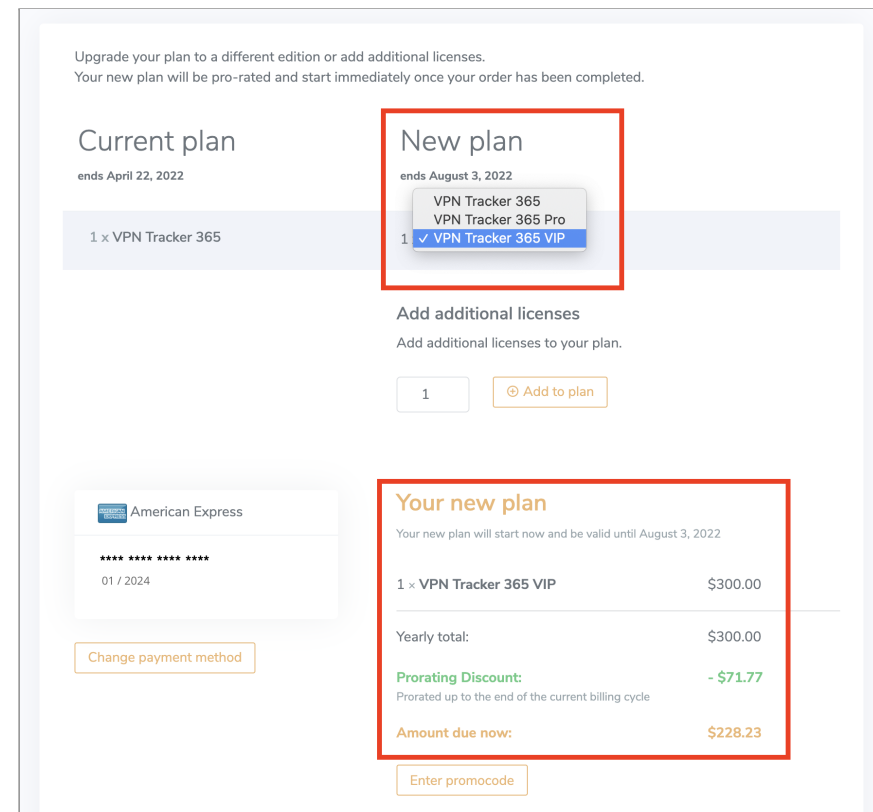 Upgrade your plan to a different edition or add additional licenses.
Your new plan will be pro-rated and start immediately once your order has been completed.
Current plan
ends April 22, 2022
New plan
ends August 3, 2022
VPN Tracker 365
VPN Tracker 365 Pro
✓ VPN Tracker 365 VIP
1 x VPN Tracker 365
1
Add additional licenses
Add additional licenses to your plan.
1
⊕ Add to plan
American Express
**** **** **** ****
01 / 2024
Change payment method
Your new plan
Your new plan will start now and be valid until August 3, 2022
1 × VPN Tracker 365 VIP $300.00
Yearly total: $300.00
Prorating Discount: - $71.77
Prorated up to the end of the current billing cycle
Amount due now: $228.23
Enter promocode